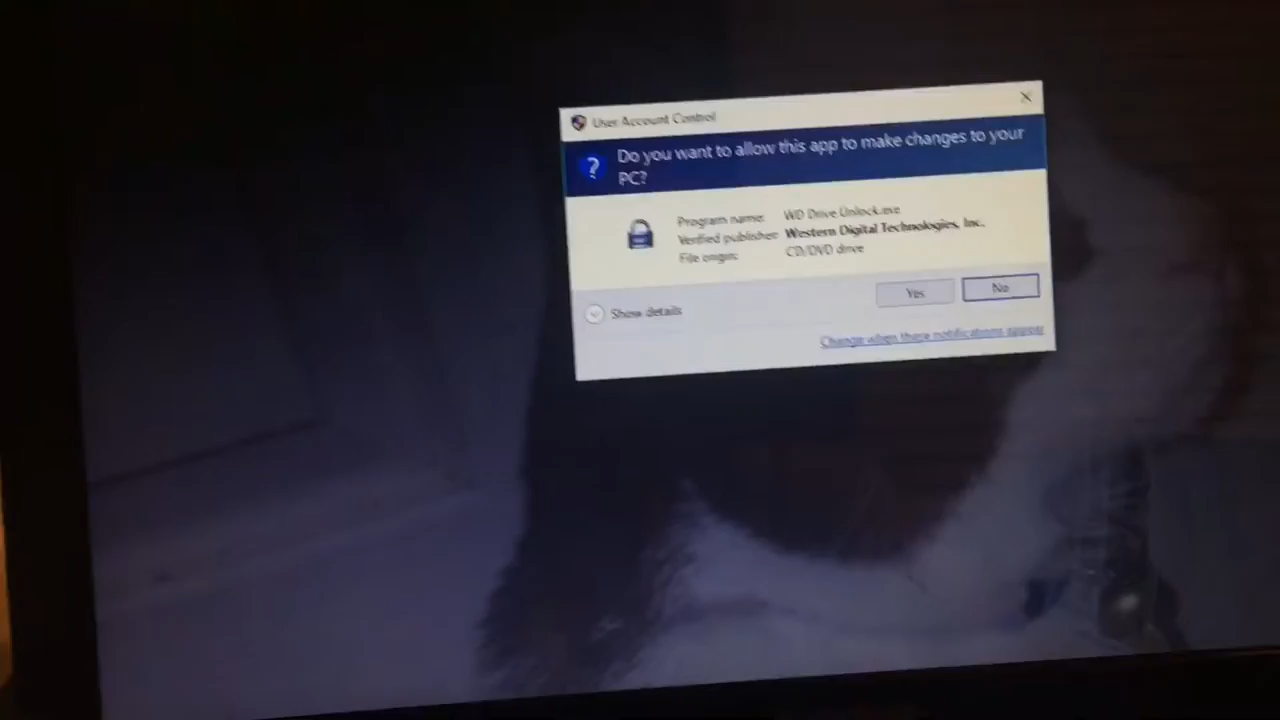 User Account Control
Do you want to allow this app to make changes to your
PC?
Program name: WD Drive Unlock.exe
Verified publisher: Western Digital Technologies, Inc.
File origin: CD/DVD drive
Show details
Yes
No
Change when these notifications appear